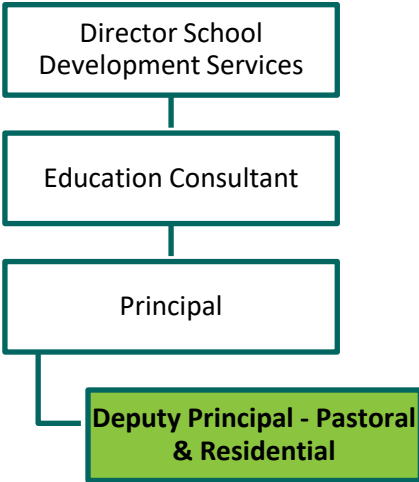 Director School
Development Services
Education Consultant
Principal
Deputy Principal - Pastoral
& Residential